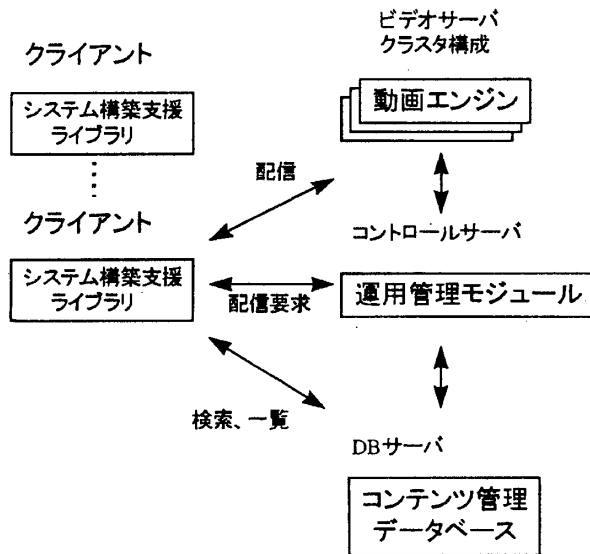 クライアント
システム構築支援
ライブラリ
クライアント
システム構築支援
ライブラリ
ビデオサーバ
クラスタ構成
動画エンジン
配信
コントロールサーバ
運用管理モジュール
配信要求
検索、一覧
DBサーバ
コンテンツ管理
データベース